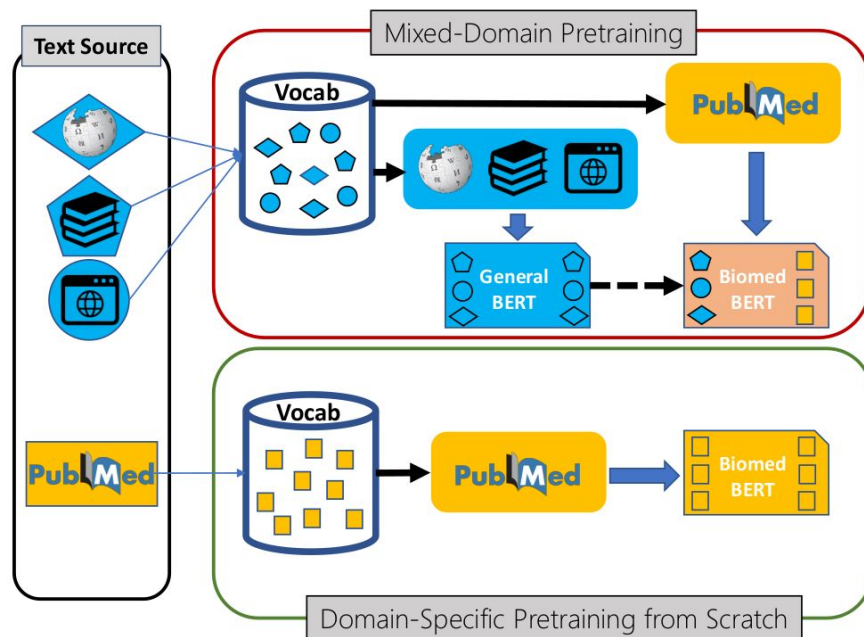 Text Source
Mixed-Domain Pretraining
Vocab
PubMed
General
BERT
Biomed
BERT
Vocab
PubMed
PubMed
Biomed
BERT
Domain-Specific Pretraining from Scratch